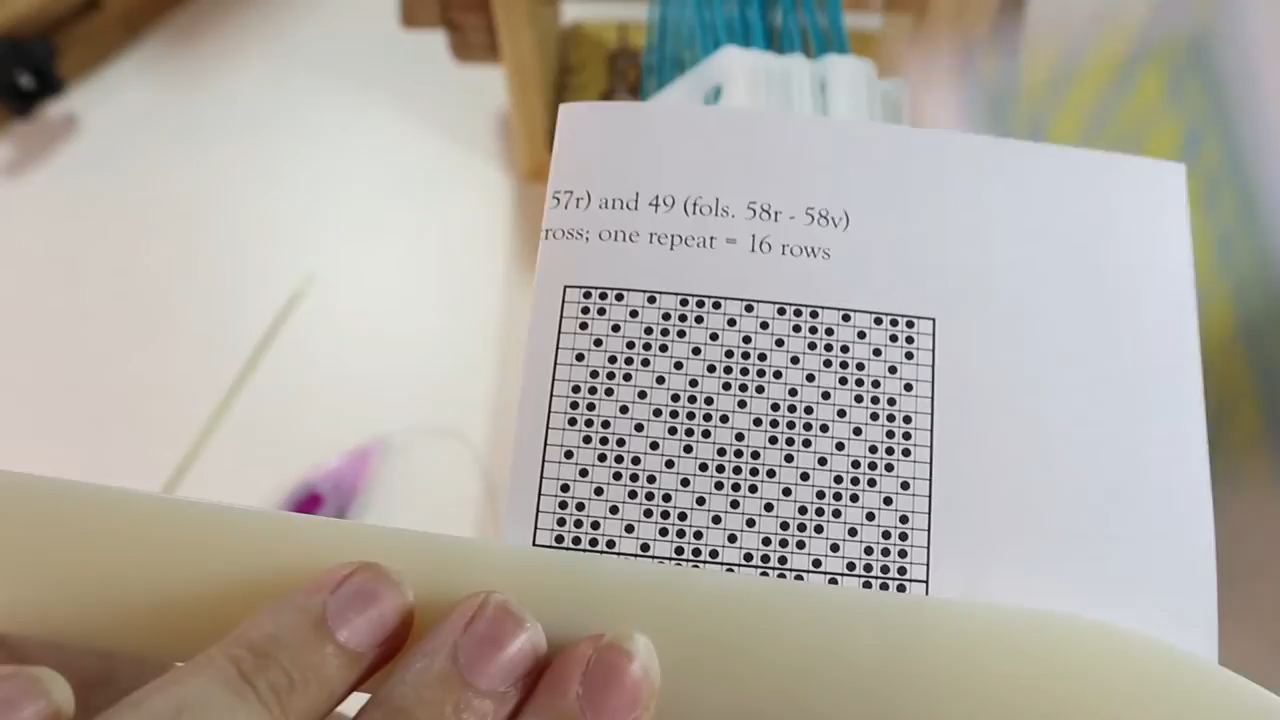 57r) and 49 (fols. 58r - 58v)
ross; one repeat = 16 rows